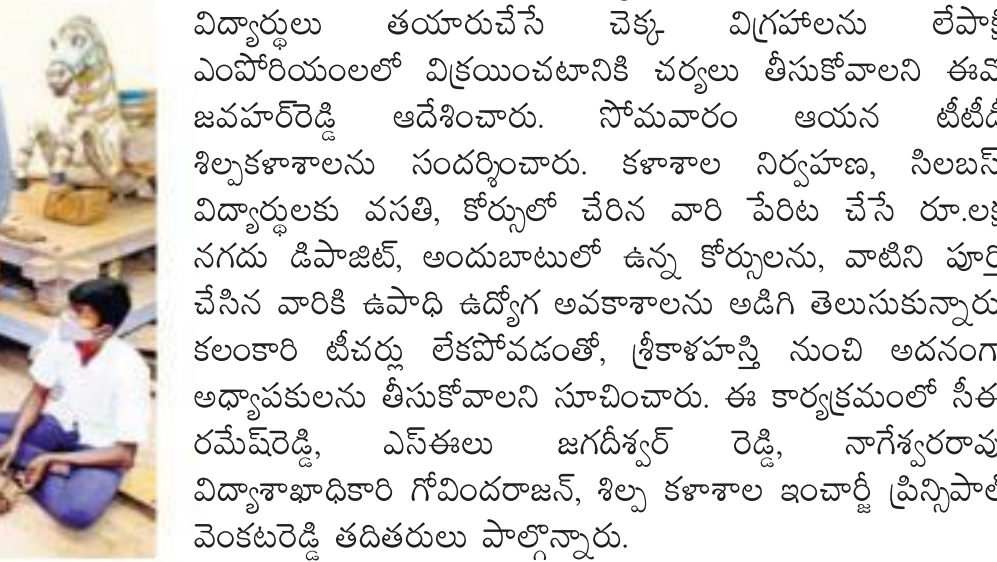 విద్యార్థులు తయారుచేసే చెక్క విగ్రహాలను లేపాక్షి
ఎంపోరియంలలో విక్రయించటానికి చర్యలు తీసుకోవాలని ఈవో
జవహర్‌రెడ్డి ఆదేశించారు. సోమవారం ఆయన టీటీడీ
శిల్పకళాశాలను సందర్శించారు. కళాశాల నిర్వహణ, సిలబస్
విద్యార్థులకు వసతి, కోర్సులో చేరిన వారి పేరిట చేసే రూ.లక్ష
నగదు డిపాజిట్, అందుబాటులో ఉన్న కోర్సులను, వాటిని పూర్తి
చేసిన వారికి ఉపాధి ఉద్యోగ అవకాశాలను అడిగి తెలుసుకున్నారు
కలంకారి టీచర్లు లేకపోవడంతో, శ్రీకాళహస్తి నుంచి అదనంగా
అధ్యాపకులను తీసుకోవాలని సూచించారు. ఈ కార్యక్రమంలో సీఈ
రమేష్‌రెడ్డి, ఎస్ఈలు జగదీశ్వర్ రెడ్డి, నాగేశ్వరరావు
విద్యాశాఖాధికారి గోవిందరాజన్, శిల్ప కళాశాల ఇంచార్జీ ప్రిన్సిపాల్
వెంకటరెడ్డి తదితరులు పాల్గొన్నారు.